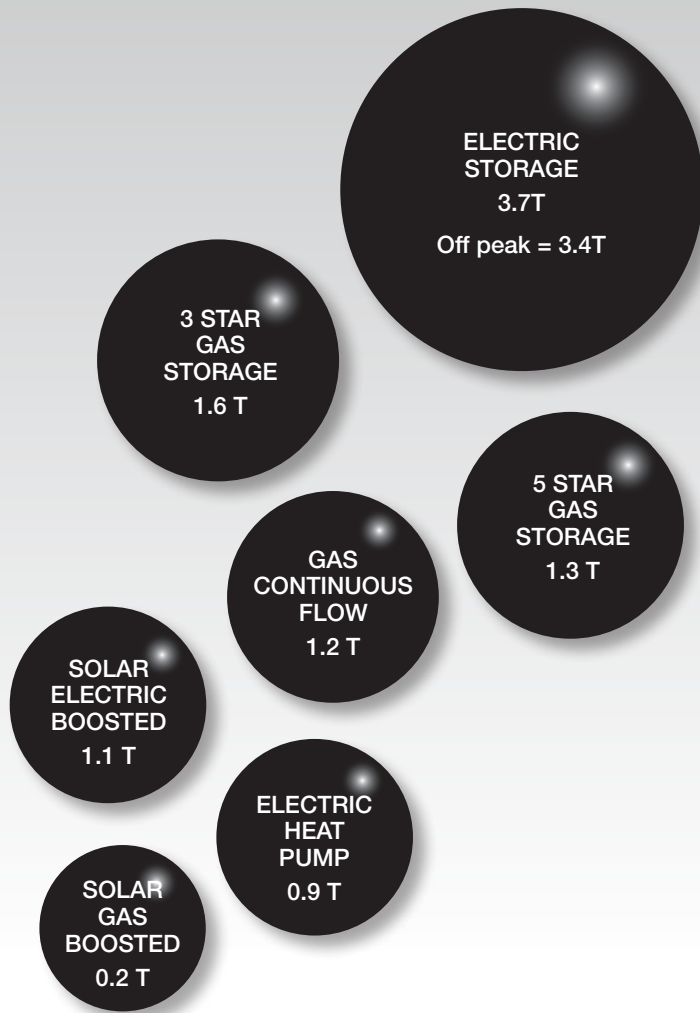 ELECTRIC
STORAGE
3.7T
Off peak = 3.4T
3 STAR
GAS
STORAGE
1.6 T
5 STAR
GAS
STORAGE
1.3 T
GAS
CONTINUOUS
FLOW
1.2 T
SOLAR
ELECTRIC
BOOSTED
1.1 T
ELECTRIC
HEAT
PUMP
0.9 T
SOLAR
GAS
BOOSTED
0.2 T